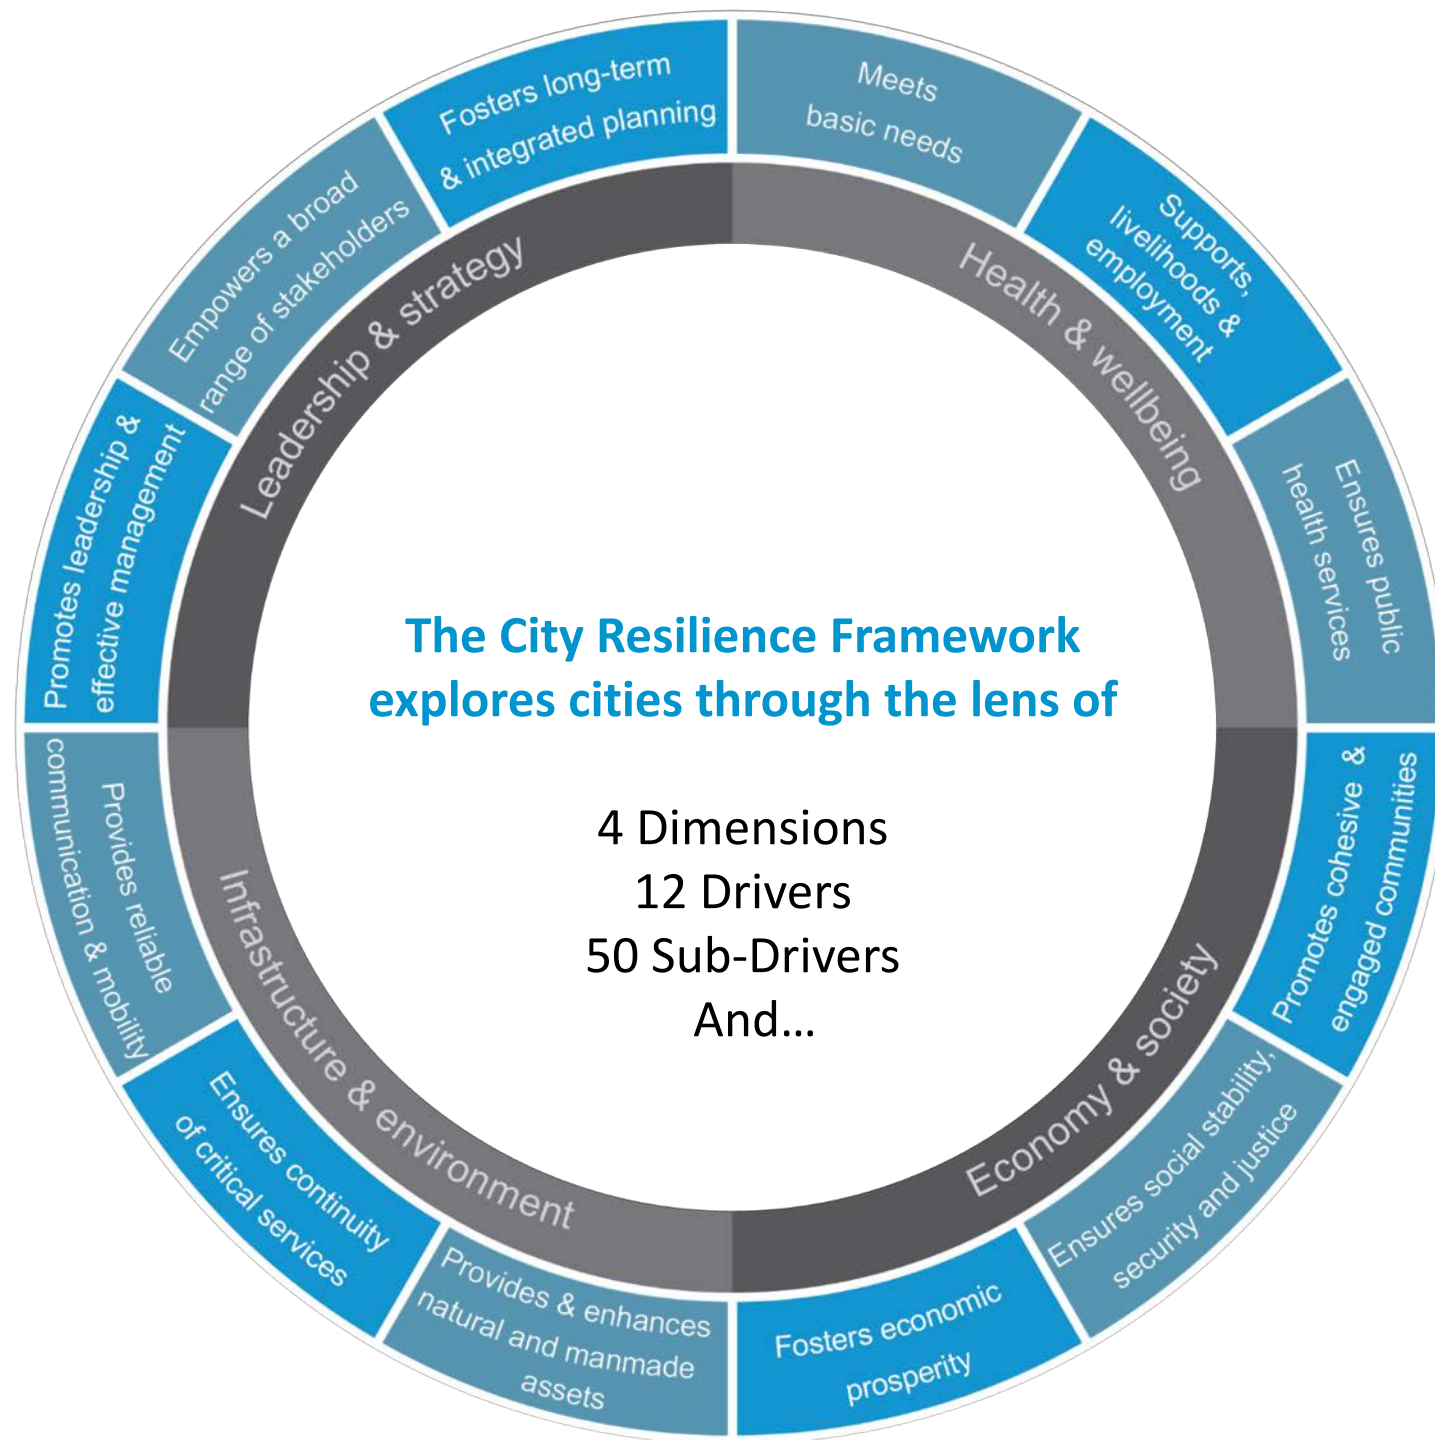 Fosters long-term
& integrated planning
Meets
basic needs
Supports,
livelihoods &
employment
Ensures public
health services
Promotes cohesive &
engaged communities
Ensures social stability,
security and justice
Fosters economic
prosperity
Provides & enhances
natural and manmade
assets
Ensures continuity
of critical services
Provides reliable
communication & mobility
Promotes leadership &
effective management
Empowers a broad
range of stakeholders
Leadership & strategy
Health & wellbeing
Economy & society
Infrastructure & environment
The City Resilience Framework
explores cities through the lens of
4 Dimensions
12 Drivers
50 Sub-Drivers
And...